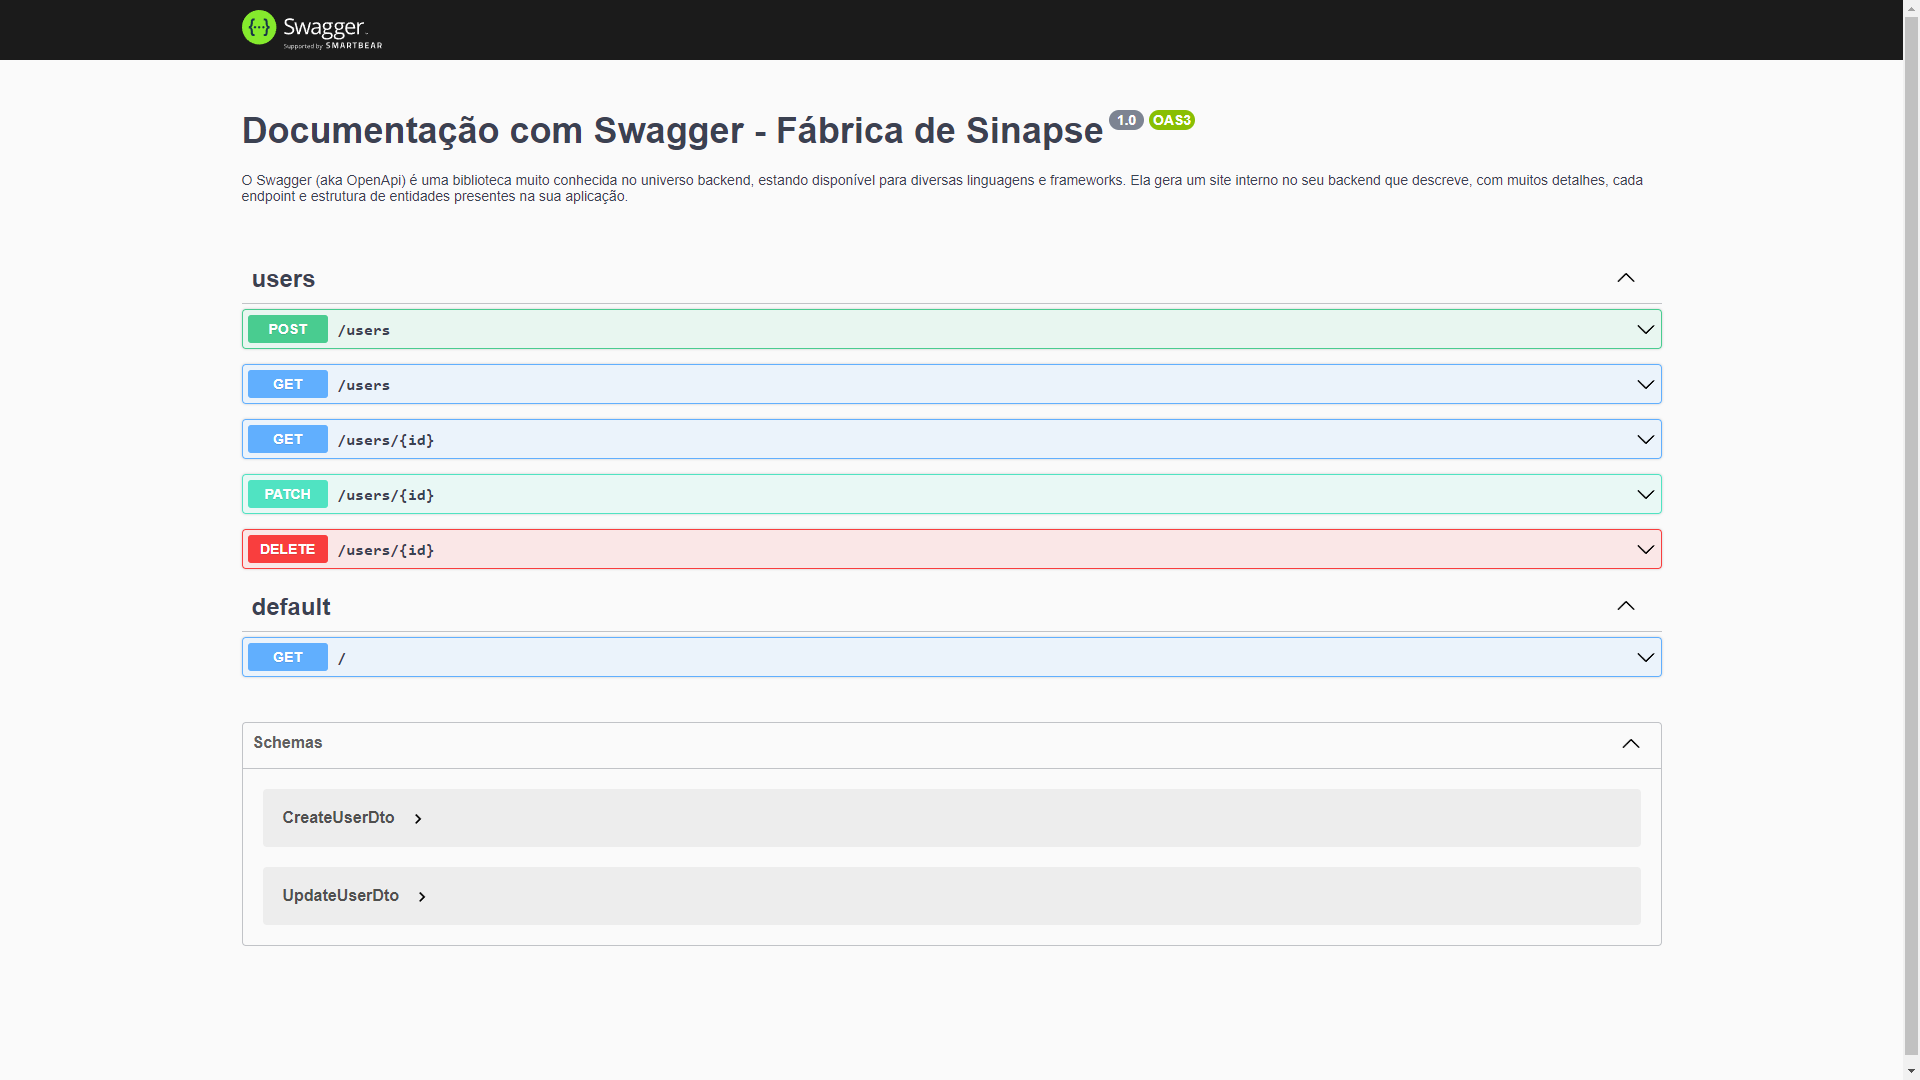 Swagger
Supported by SMARTBEAR
Documentação com Swagger - Fábrica de Sinapse 1.0 OAS3
O Swagger (aka OpenApi) é uma biblioteca muito conhecida no universo backend, estando disponível para diversas linguagens e frameworks. Ela gera um site interno no seu backend que descreve, com muitos detalhes, cada
endpoint e estrutura de entidades presentes na sua aplicação.
users
POST /users
GET /users
GET /users/{id}
PATCH /users/{id}
DELETE /users/{id}
default
GET /
Schemas
CreateUserDto
UpdateUserDto